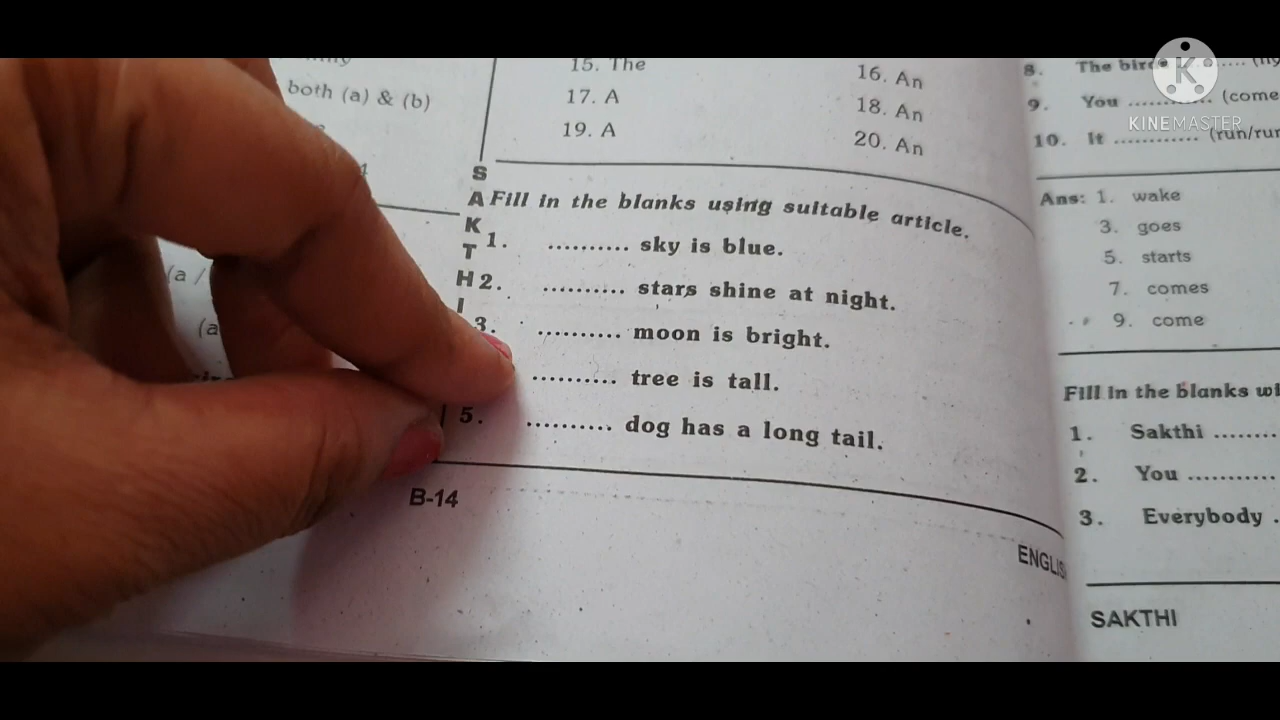 both (a) & (b)
(a /
(a
15. The
16. An
17. A
18. An
19. A
20. An
SAKTHI
Fill in the blanks using suitable article.
1. .......... sky is blue.
2. .......... stars shine at night.
3. .......... moon is bright.
.......... tree is tall.
5. .......... dog has a long tail.
B-14
8. The
9. You .......... (come
10. It ............ (run/run
Ans: 1. wake
3. goes
5. starts
7. comes
9. come
Fill in the blanks
1. Sakthi ........
2. You ...........
3. Everybody .
SAKTHI
KINEMASTER